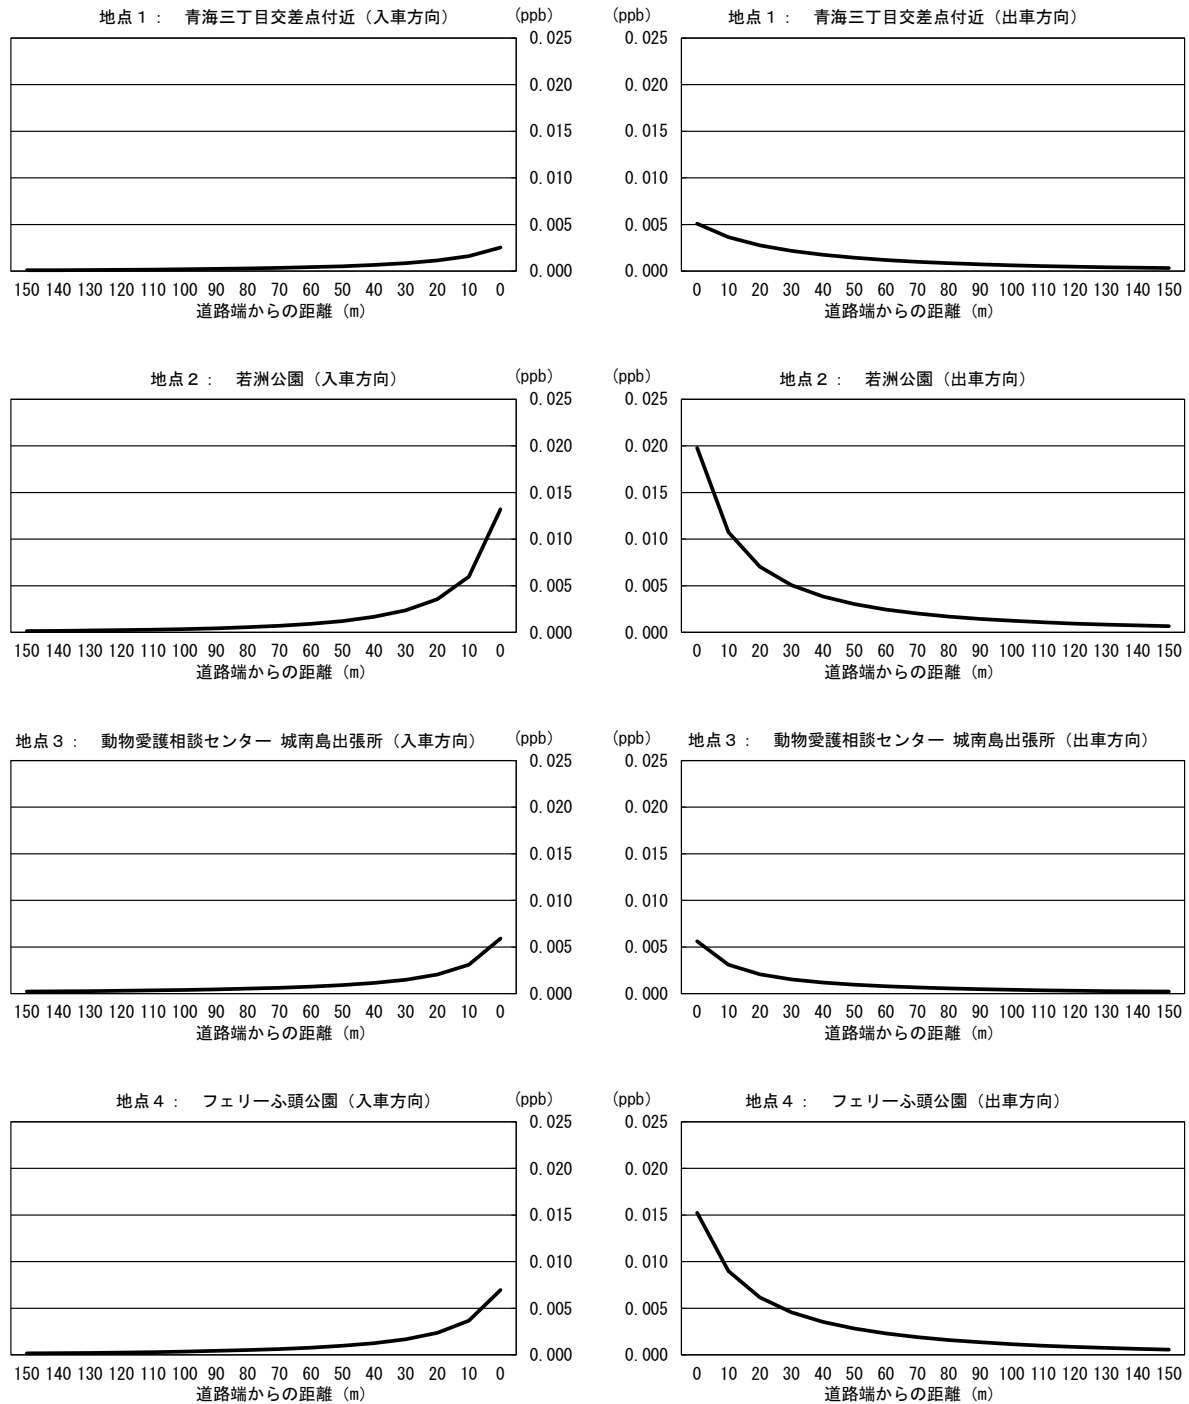 地点１： 青海三丁目交差点付近（入車方向） (ppb)
0.025
0.020
0.015
0.010
0.005
0.000
150 140 130 120 110 100 90 80 70 60 50 40 30 20 10 0
道路端からの距離（m）
(ppb) 地点１： 青海三丁目交差点付近（出車方向）
0.025
0.020
0.015
0.010
0.005
0.000
0 10 20 30 40 50 60 70 80 90 100 110 120 130 140 150
道路端からの距離（m）
地点２： 若洲公園（入車方向） (ppb)
0.025
0.020
0.015
0.010
0.005
0.000
150 140 130 120 110 100 90 80 70 60 50 40 30 20 10 0
道路端からの距離（m）
(ppb) 地点２： 若洲公園（出車方向）
0.025
0.020
0.015
0.010
0.005
0.000
0 10 20 30 40 50 60 70 80 90 100 110 120 130 140 150
道路端からの距離（m）
地点３： 動物愛護相談センター 城南島出張所（入車方向） (ppb)
0.025
0.020
0.015
0.010
0.005
0.000
150 140 130 120 110 100 90 80 70 60 50 40 30 20 10 0
道路端からの距離（m）
(ppb) 地点３： 動物愛護相談センター 城南島出張所（出車方向）
0.025
0.020
0.015
0.010
0.005
0.000
0 10 20 30 40 50 60 70 80 90 100 110 120 130 140 150
道路端からの距離（m）
地点４： フェリーふ頭公園（入車方向） (ppb)
0.025
0.020
0.015
0.010
0.005
0.000
150 140 130 120 110 100 90 80 70 60 50 40 30 20 10 0
道路端からの距離（m）
(ppb) 地点４： フェリーふ頭公園（出車方向）
0.025
0.020
0.015
0.010
0.005
0.000
0 10 20 30 40 50 60 70 80 90 100 110 120 130 140 150
道路端からの距離（m）